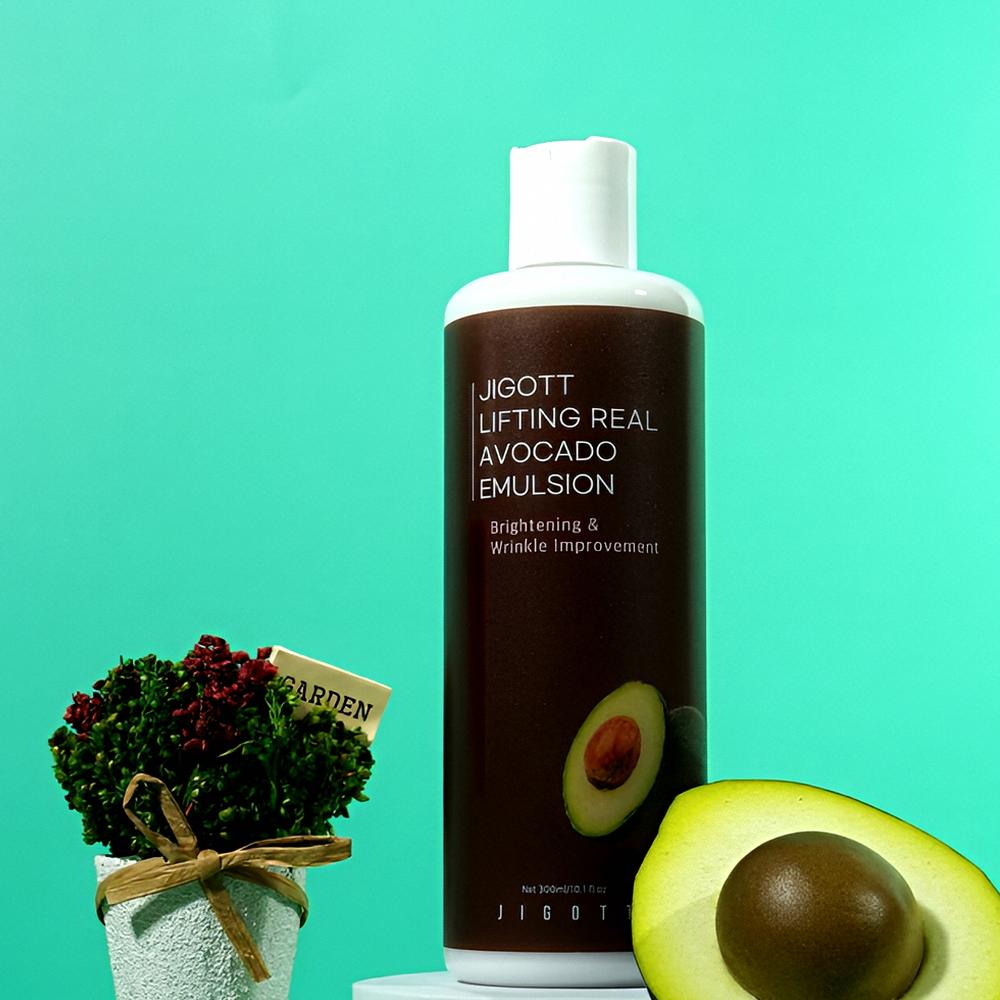 JIGOTT
LIFTING REAL
AVOCADO
EMULSION
Brightening &
Wrinkle Improvement
GARDEN
Net 300ml/10.1 fl oz
JIGOTT